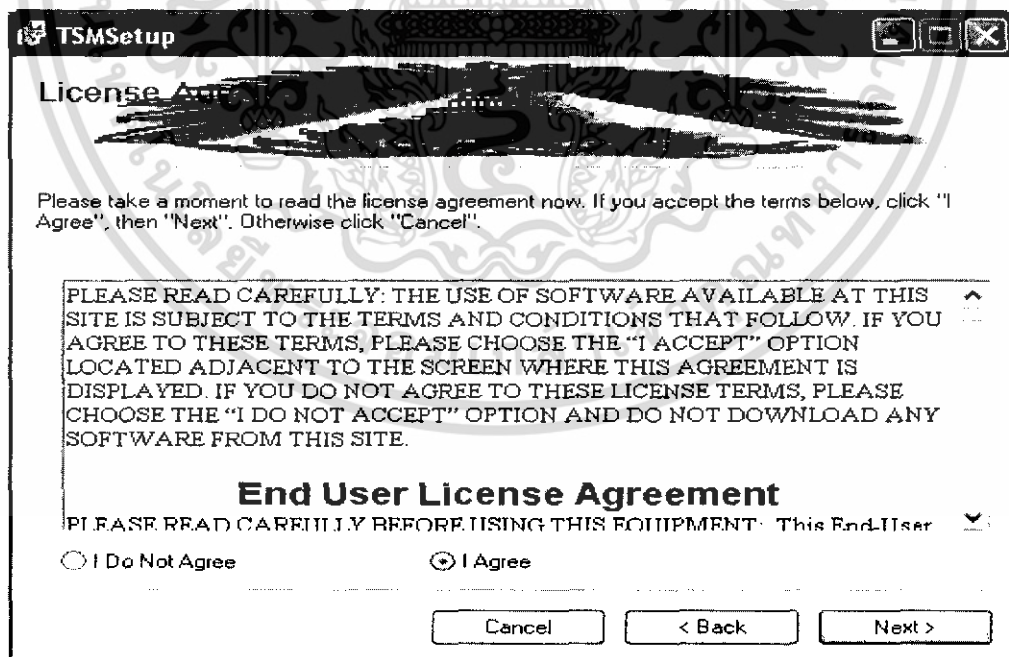 TSMSetup
License
Please take a moment to read the license agreement now. If you accept the terms below, click "I
Agree", then "Next". Otherwise click "Cancel".
PLEASE READ CAREFULLY: THE USE OF SOFTWARE AVAILABLE AT THIS
SITE IS SUBJECT TO THE TERMS AND CONDITIONS THAT FOLLOW. IF YOU
AGREE TO THESE TERMS, PLEASE CHOOSE THE “I ACCEPT” OPTION
LOCATED ADJACENT TO THE SCREEN WHERE THIS AGREEMENT IS
DISPLAYED. IF YOU DO NOT AGREE TO THESE LICENSE TERMS, PLEASE
CHOOSE THE “I DO NOT ACCEPT” OPTION AND DO NOT DOWNLOAD ANY
SOFTWARE FROM THIS SITE.
End User License Agreement
PLEASE READ CAREFULLY BEFORE USING THIS EQUIPMENT: This End-User
I Do Not Agree
I Agree
Cancel
< Back
Next >